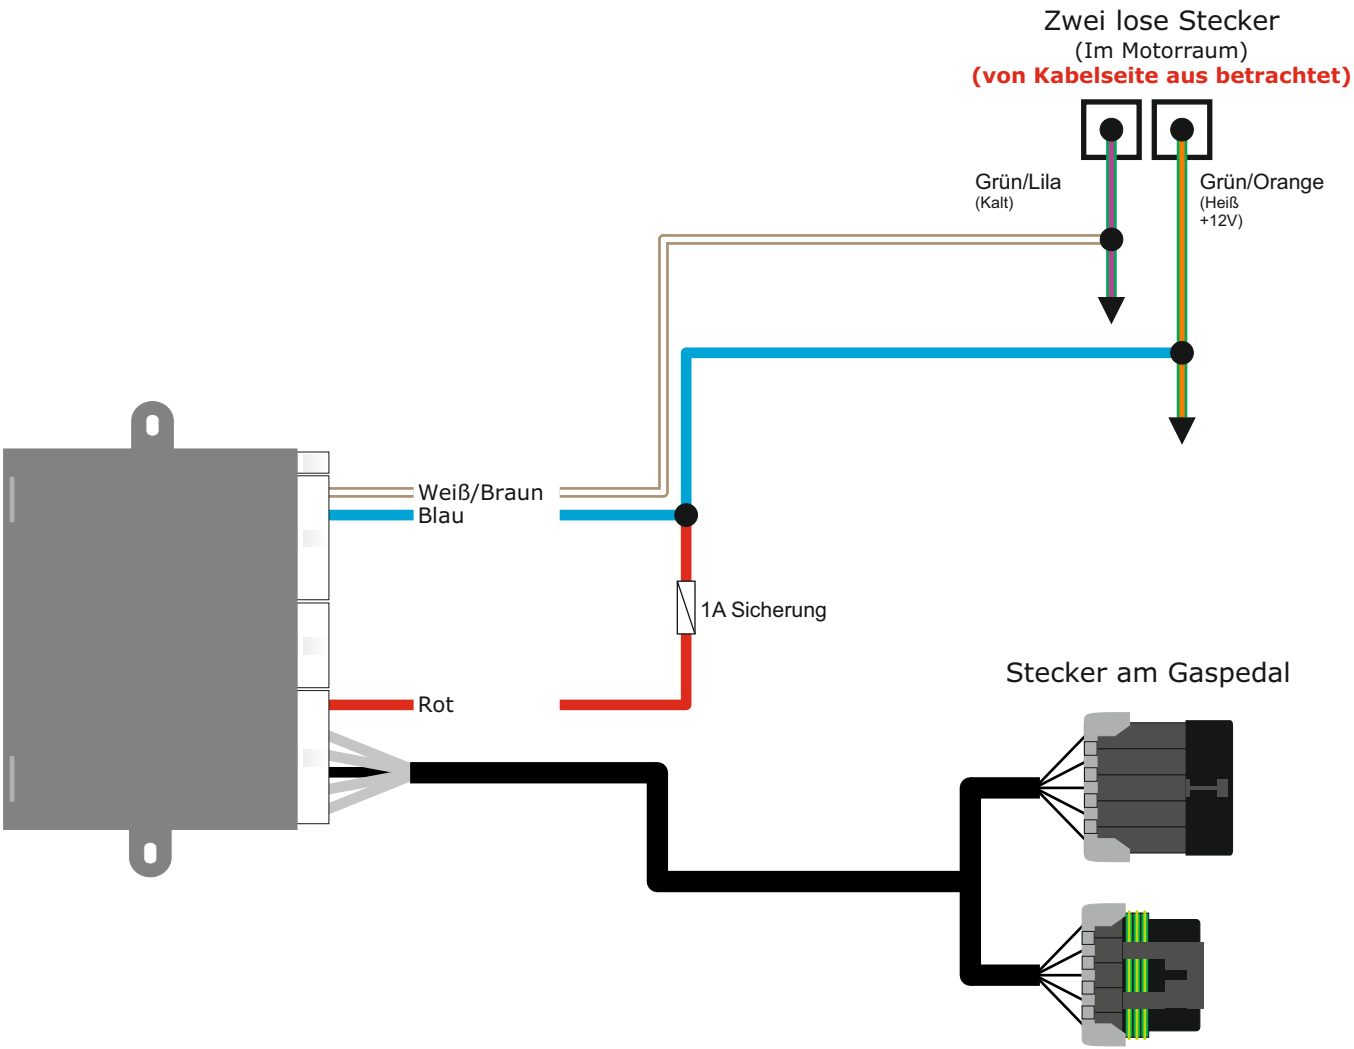 Zwei lose Stecker
(Im Motorraum)
(von Kabelseite aus betrachtet)
Grün/Lila
(Kalt)
Grün/Orange
(Heiß
+12V)
Weiß/Braun
Blau
1A Sicherung
Rot
Stecker am Gaspedal